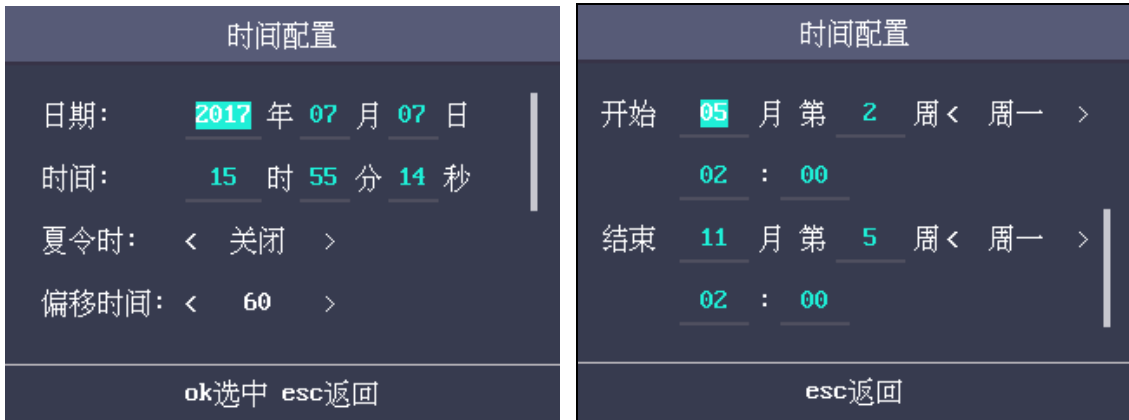 时间配置
日期: 2017 年 07 月 07 日
时间: 15 时 55 分 14 秒
夏令时: < 关闭 >
偏移时间: < 60 >
ok选中 esc返回
时间配置
开始 05 月 第 2 周 < 周一 >
02 : 00
结束 11 月 第 5 周 < 周一 >
02 : 00
esc返回